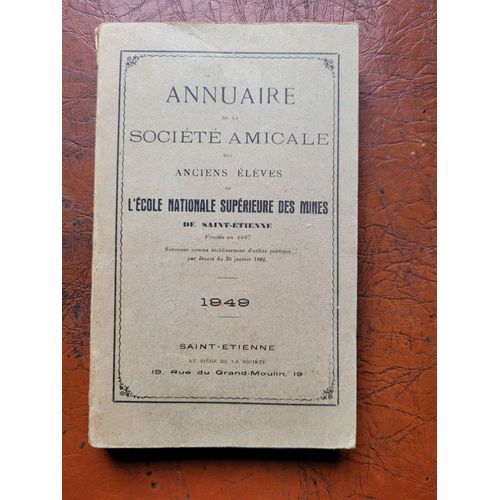 ANNUAIRE
DE LA
SOCIÉTÉ AMICALE
DES
ANCIENS ÉLÈVES
DE
L'ÉCOLE NATIONALE SUPÉRIEURE DES MINES
DE SAINT-ÉTIENNE
Fondée en 1867
Reconnue comme établissement d'utilité publique
par décret du 30 janvier 1882.
1949
SAINT-ETIENNE
AU SIÈGE DE LA SOCIÉTÉ
19, Rue du Grand-Moulin, 19